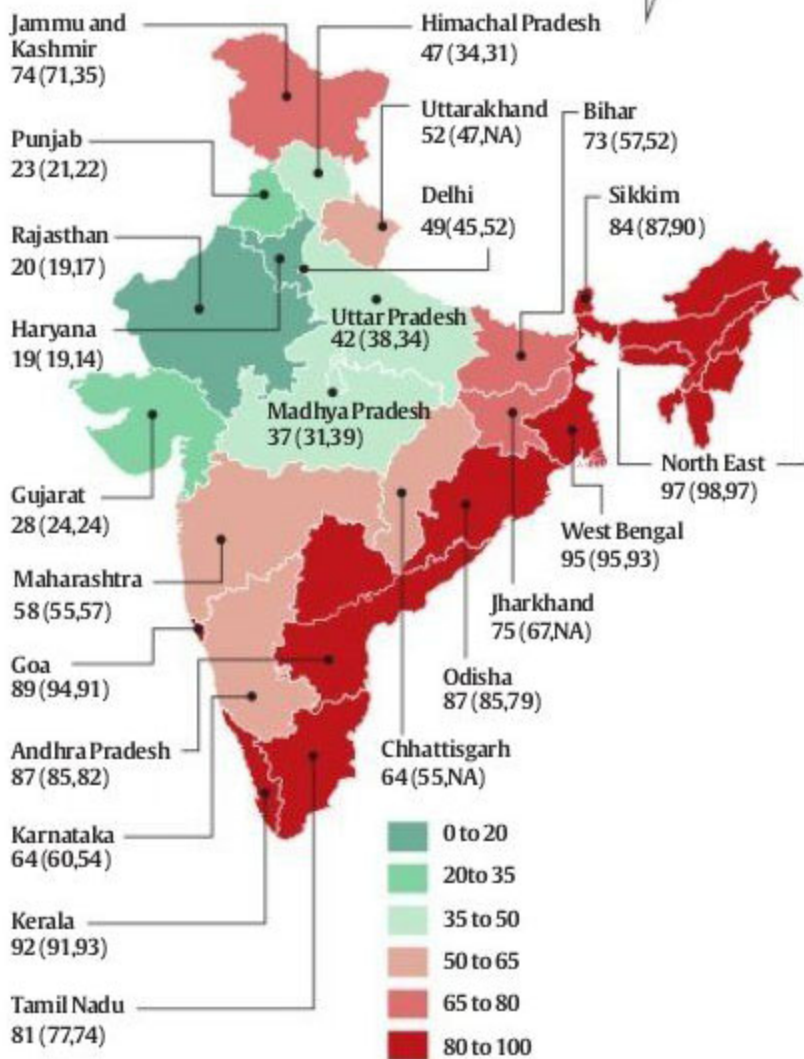 Jammu and
Kashmir
74 (71,35)
Punjab
23 (21,22)
Rajasthan
20 (19,17)
Haryana
19( 19,14)
Gujarat
28 (24,24)
Maharashtra
58 (55,57)
Goa
89 (94,91)
Andhra Pradesh
87 (85,82)
Karnataka
64 (60,54)
Kerala
92 (91,93)
Tamil Nadu
81 (77,74)
Himachal Pradesh
47 (34,31)
Uttarakhand
52 (47,NA)
Delhi
49(45,52)
Bihar
73 (57,52)
Sikkim
84 (87,90)
Uttar Pradesh
42 (38,34)
Madhya Pradesh
37 (31,39)
North East
97 (98,97)
West Bengal
95 (95,93)
Jharkhand
75 (67,NA)
Odisha
87 (85,79)
Chhattisgarh
64 (55,NA)
0 to 20
20to 35
35 to 50
50 to 65
65 to 80
80 to 100